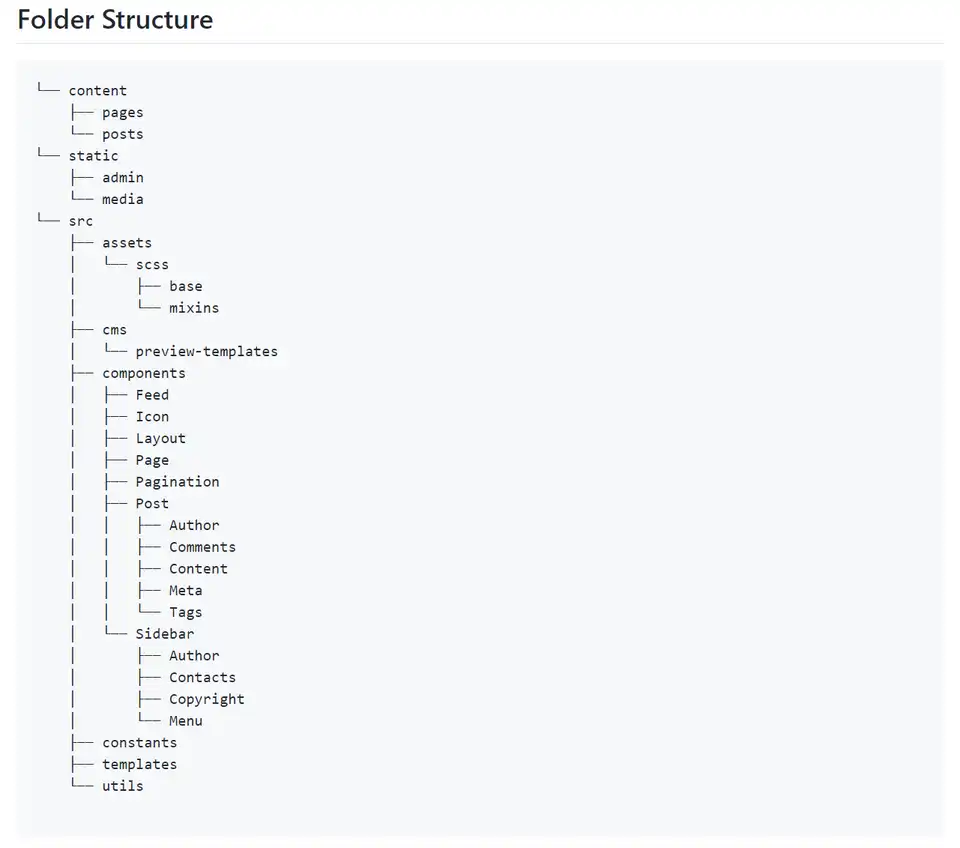 Folder Structure
└── content
    ├── pages
    └── posts
└── static
    ├── admin
    └── media
└── src
    ├── assets
    │   └── scss
    │       ├── base
    │       └── mixins
    ├── cms
    │   └── preview-templates
    ├── components
    │   ├── Feed
    │   ├── Icon
    │   ├── Layout
    │   ├── Page
    │   ├── Pagination
    │   ├── Post
    │   │   ├── Author
    │   │   ├── Comments
    │   │   ├── Content
    │   │   ├── Meta
    │   │   └── Tags
    │   └── Sidebar
    │       ├── Author
    │       ├── Contacts
    │       ├── Copyright
    │       └── Menu
    ├── constants
    ├── templates
    └── utils